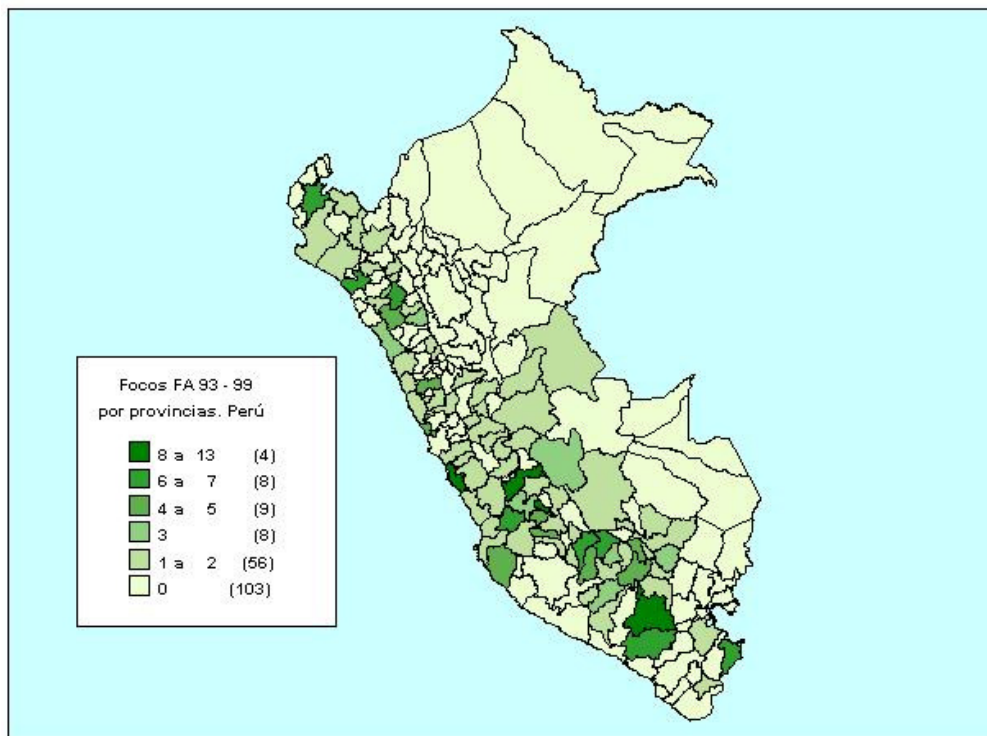 Focos FA 93 - 99
por provincias. Perú
8 a 13 (4)
6 a 7 (8)
4 a 5 (9)
3 (8)
1 a 2 (56)
0 (103)